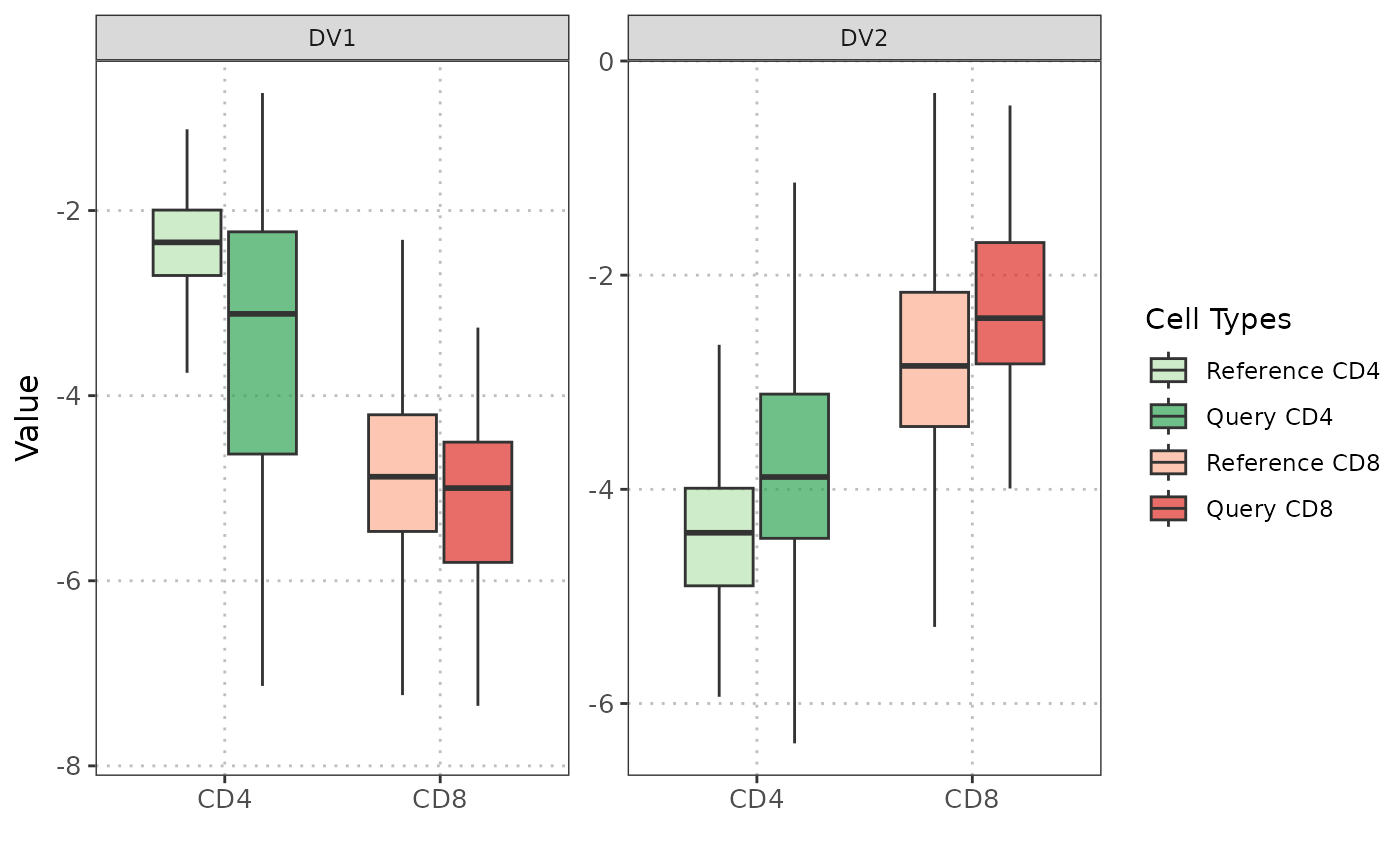 DV1
DV2
Value
-2
-4
-6
-8
0
-2
-4
-6
CD4
CD8
CD4
CD8
Cell Types
Reference CD4
Query CD4
Reference CD8
Query CD8